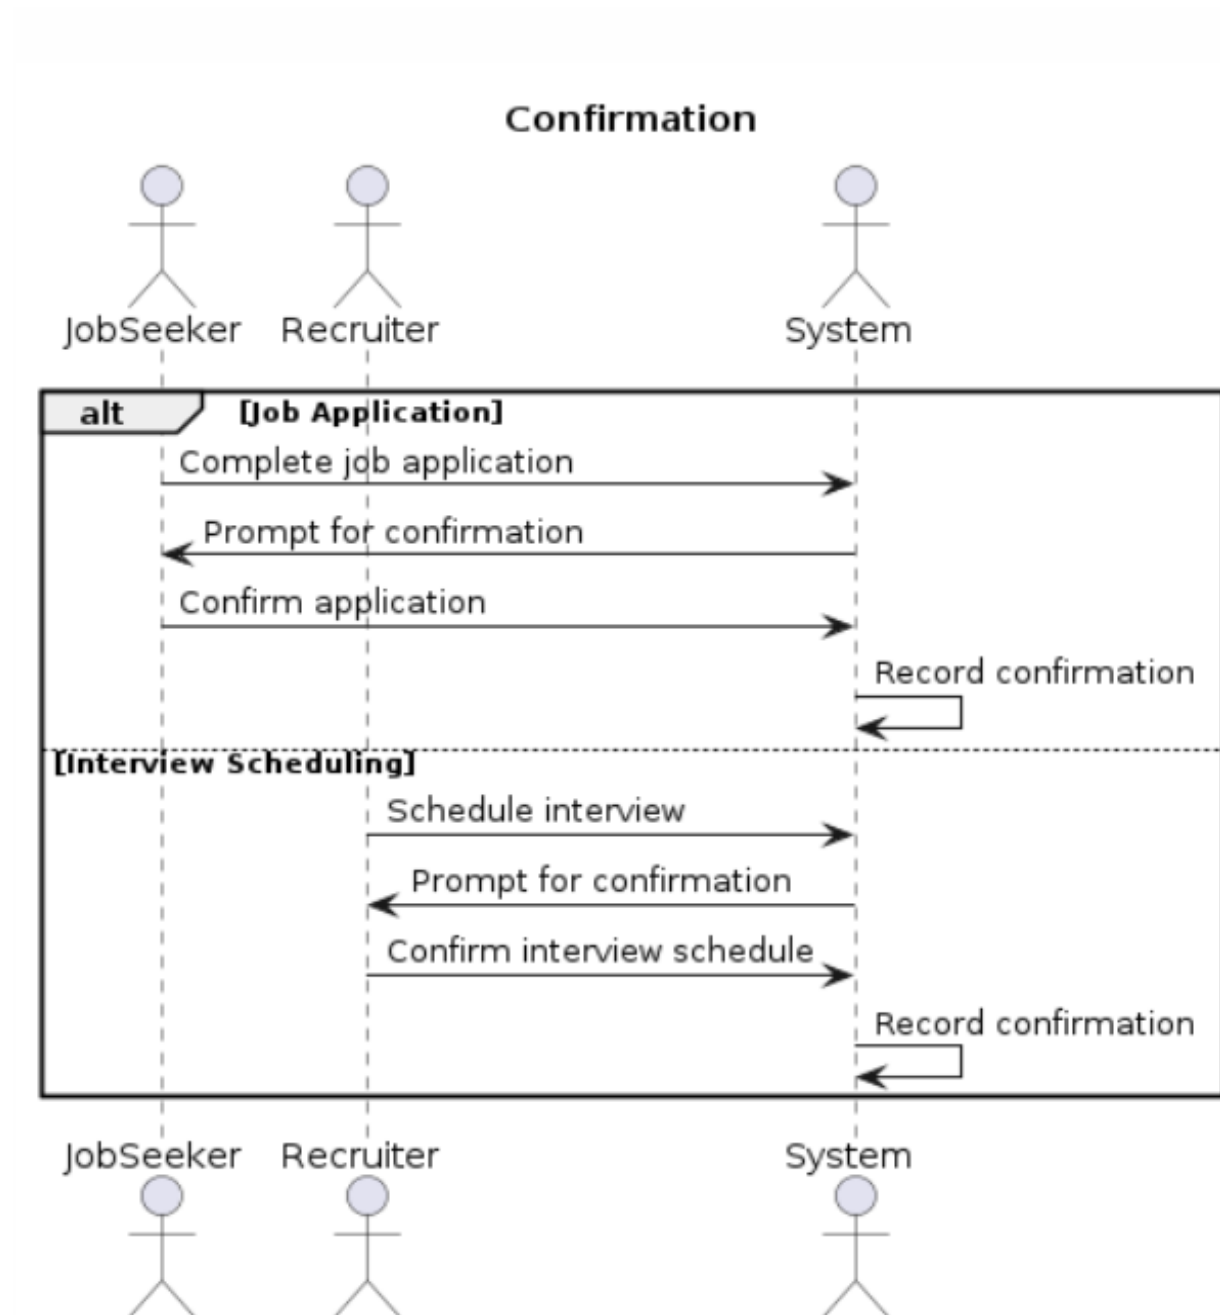 Confirmation
JobSeeker Recruiter System
alt [Job Application]
Complete job application
Prompt for confirmation
Confirm application
Record confirmation
[Interview Scheduling]
Schedule interview
Prompt for confirmation
Confirm interview schedule
Record confirmation
JobSeeker Recruiter System